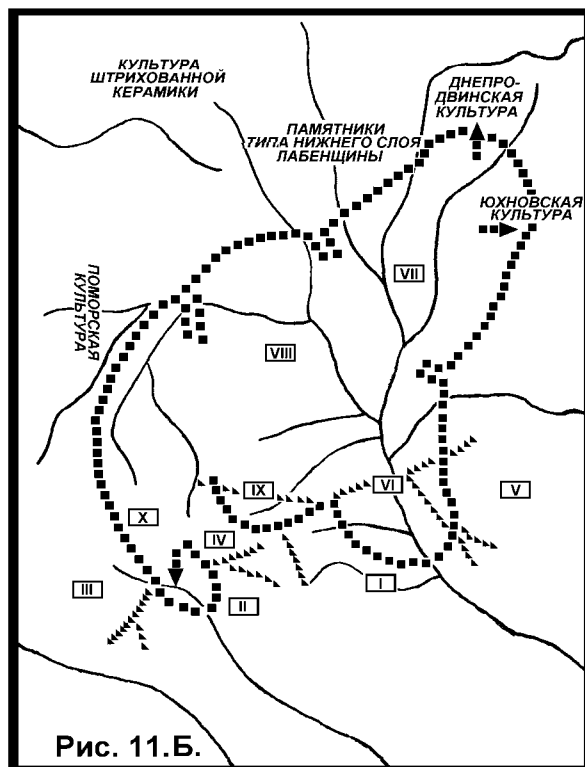 КУЛЬТУРА
ШТРИХОВАННОЙ
КЕРАМИКИ
ДНЕПРО-
ДВИНСКАЯ
КУЛЬТУРА
ПАМЯТНИКИ
ТИПА НИЖНЕГО СЛОЯ
ЛАБЕНЩИНЫ
ЮХНОВСКАЯ
КУЛЬТУРА
ПОМОРСКАЯ
КУЛЬТУРА
VII
VIII
IX
VI
V
X
IV
III
II
I
Рис. 11.Б.